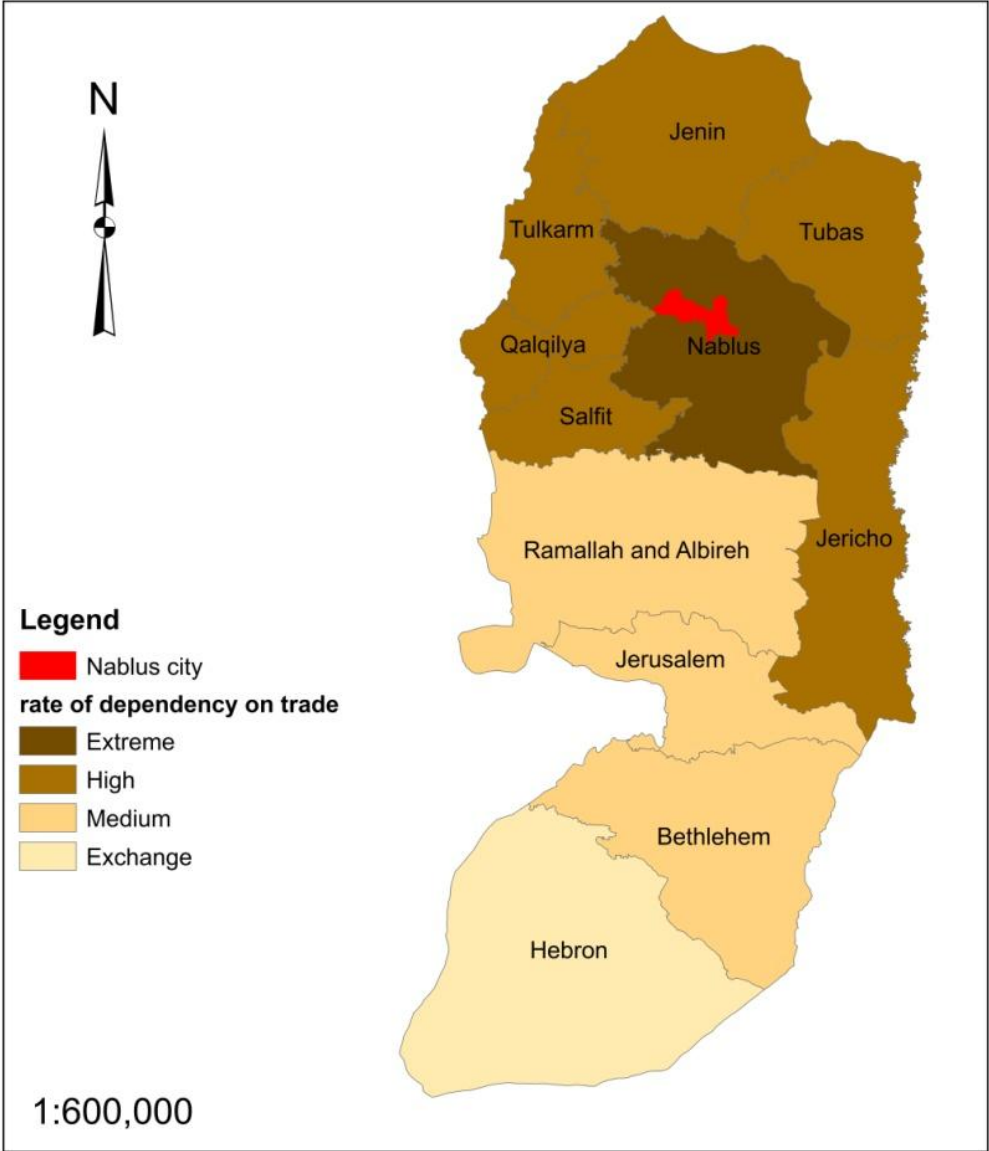 N
Jenin
Tulkarm
Tubas
Qalqilya
Nablus
Salfit
Ramallah and Albireh
Jericho
Jerusalem
Bethlehem
Hebron
Legend
Nablus city
rate of dependency on trade
Extreme
High
Medium
Exchange
1:600,000